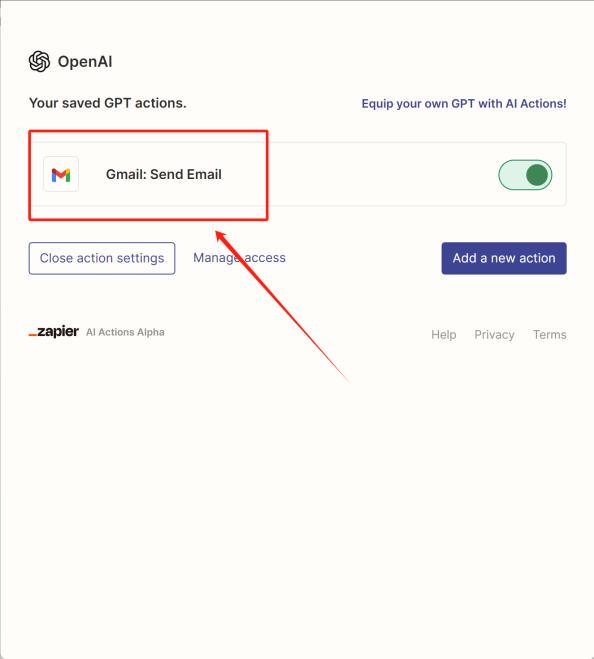 OpenAI
Your saved GPT actions. Equip your own GPT with AI Actions!
Gmail: Send Email
Close action settings Manage access Add a new action
_zapier AI Actions Alpha Help Privacy Terms